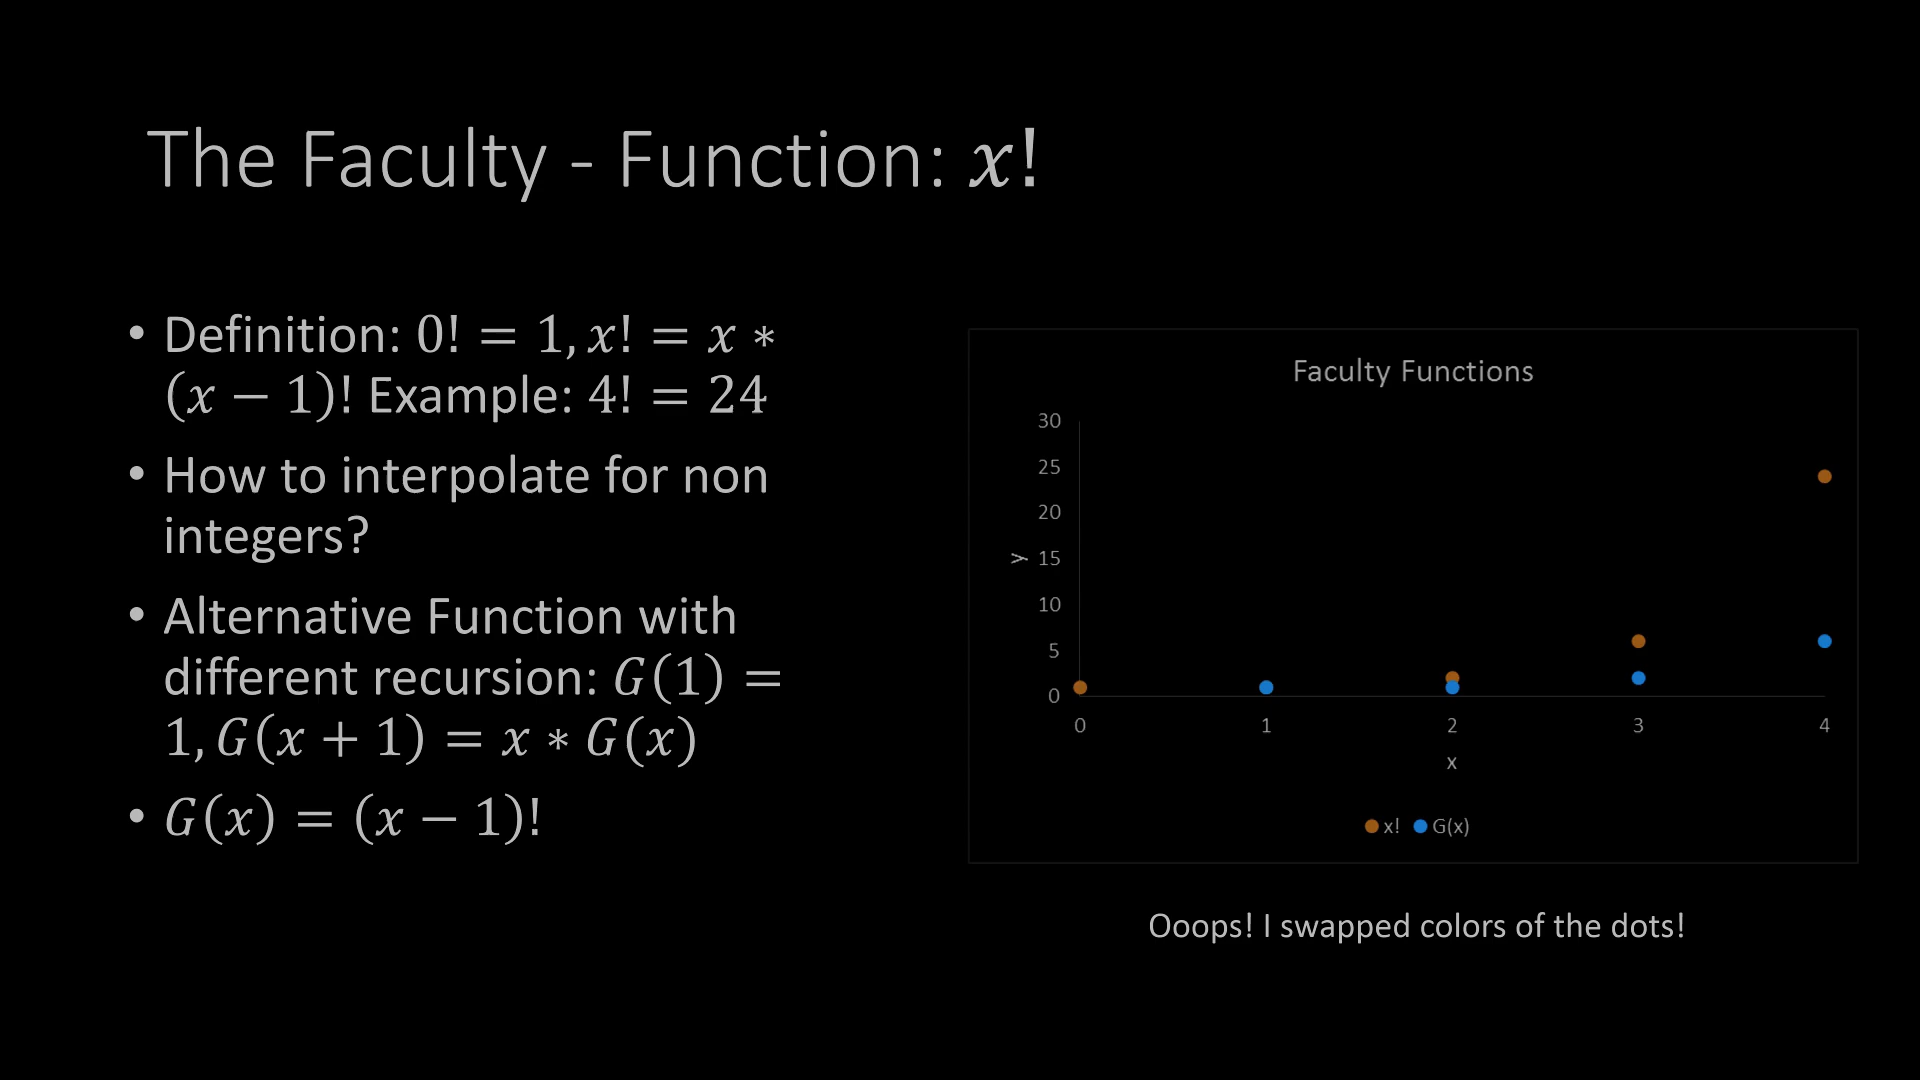 The Faculty - Function: x!
• Definition: 0! = 1, x! = x ∗
(x − 1)! Example: 4! = 24
• How to interpolate for non
integers?
• Alternative Function with
different recursion: G(1) =
1, G(x + 1) = x ∗ G(x)
• G(x) = (x − 1)!
Faculty Functions
30
25
20
15
10
5
0
y
0 1 2 3 4
x
x! G(x)
Ooops! I swapped colors of the dots!